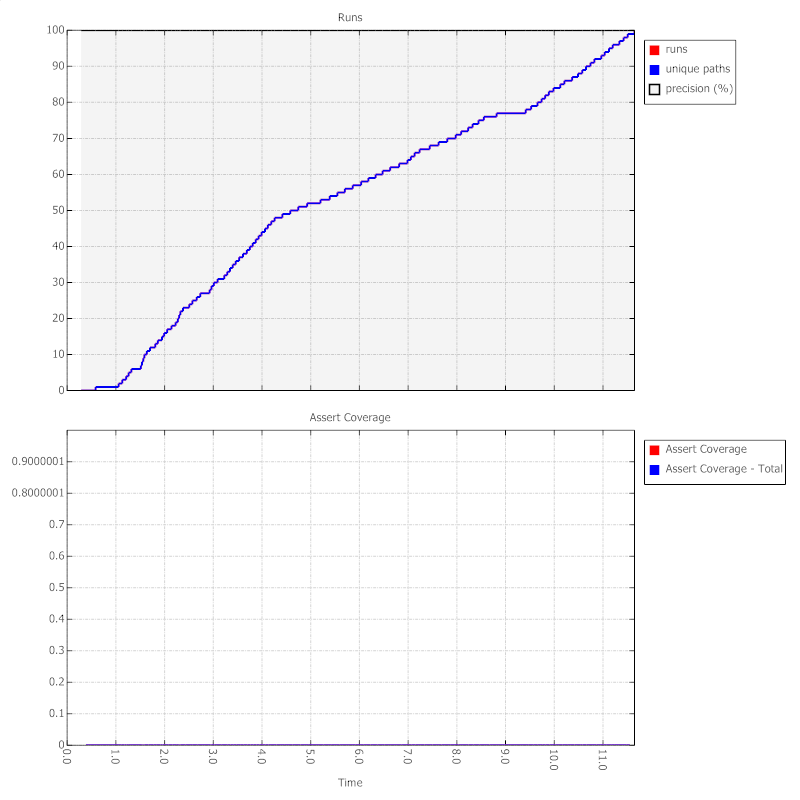 Runs
100
90
80
70
60
50
40
30
20
10
0
runs
unique paths
precision (%)
Assert Coverage
0.9000001
0.8000001
0.7
0.6
0.5
0.4
0.3
0.2
0.1
0
Assert Coverage
Assert Coverage - Total
0.0 1.0 2.0 3.0 4.0 5.0 6.0 7.0 8.0 9.0 10.0 11.0
Time